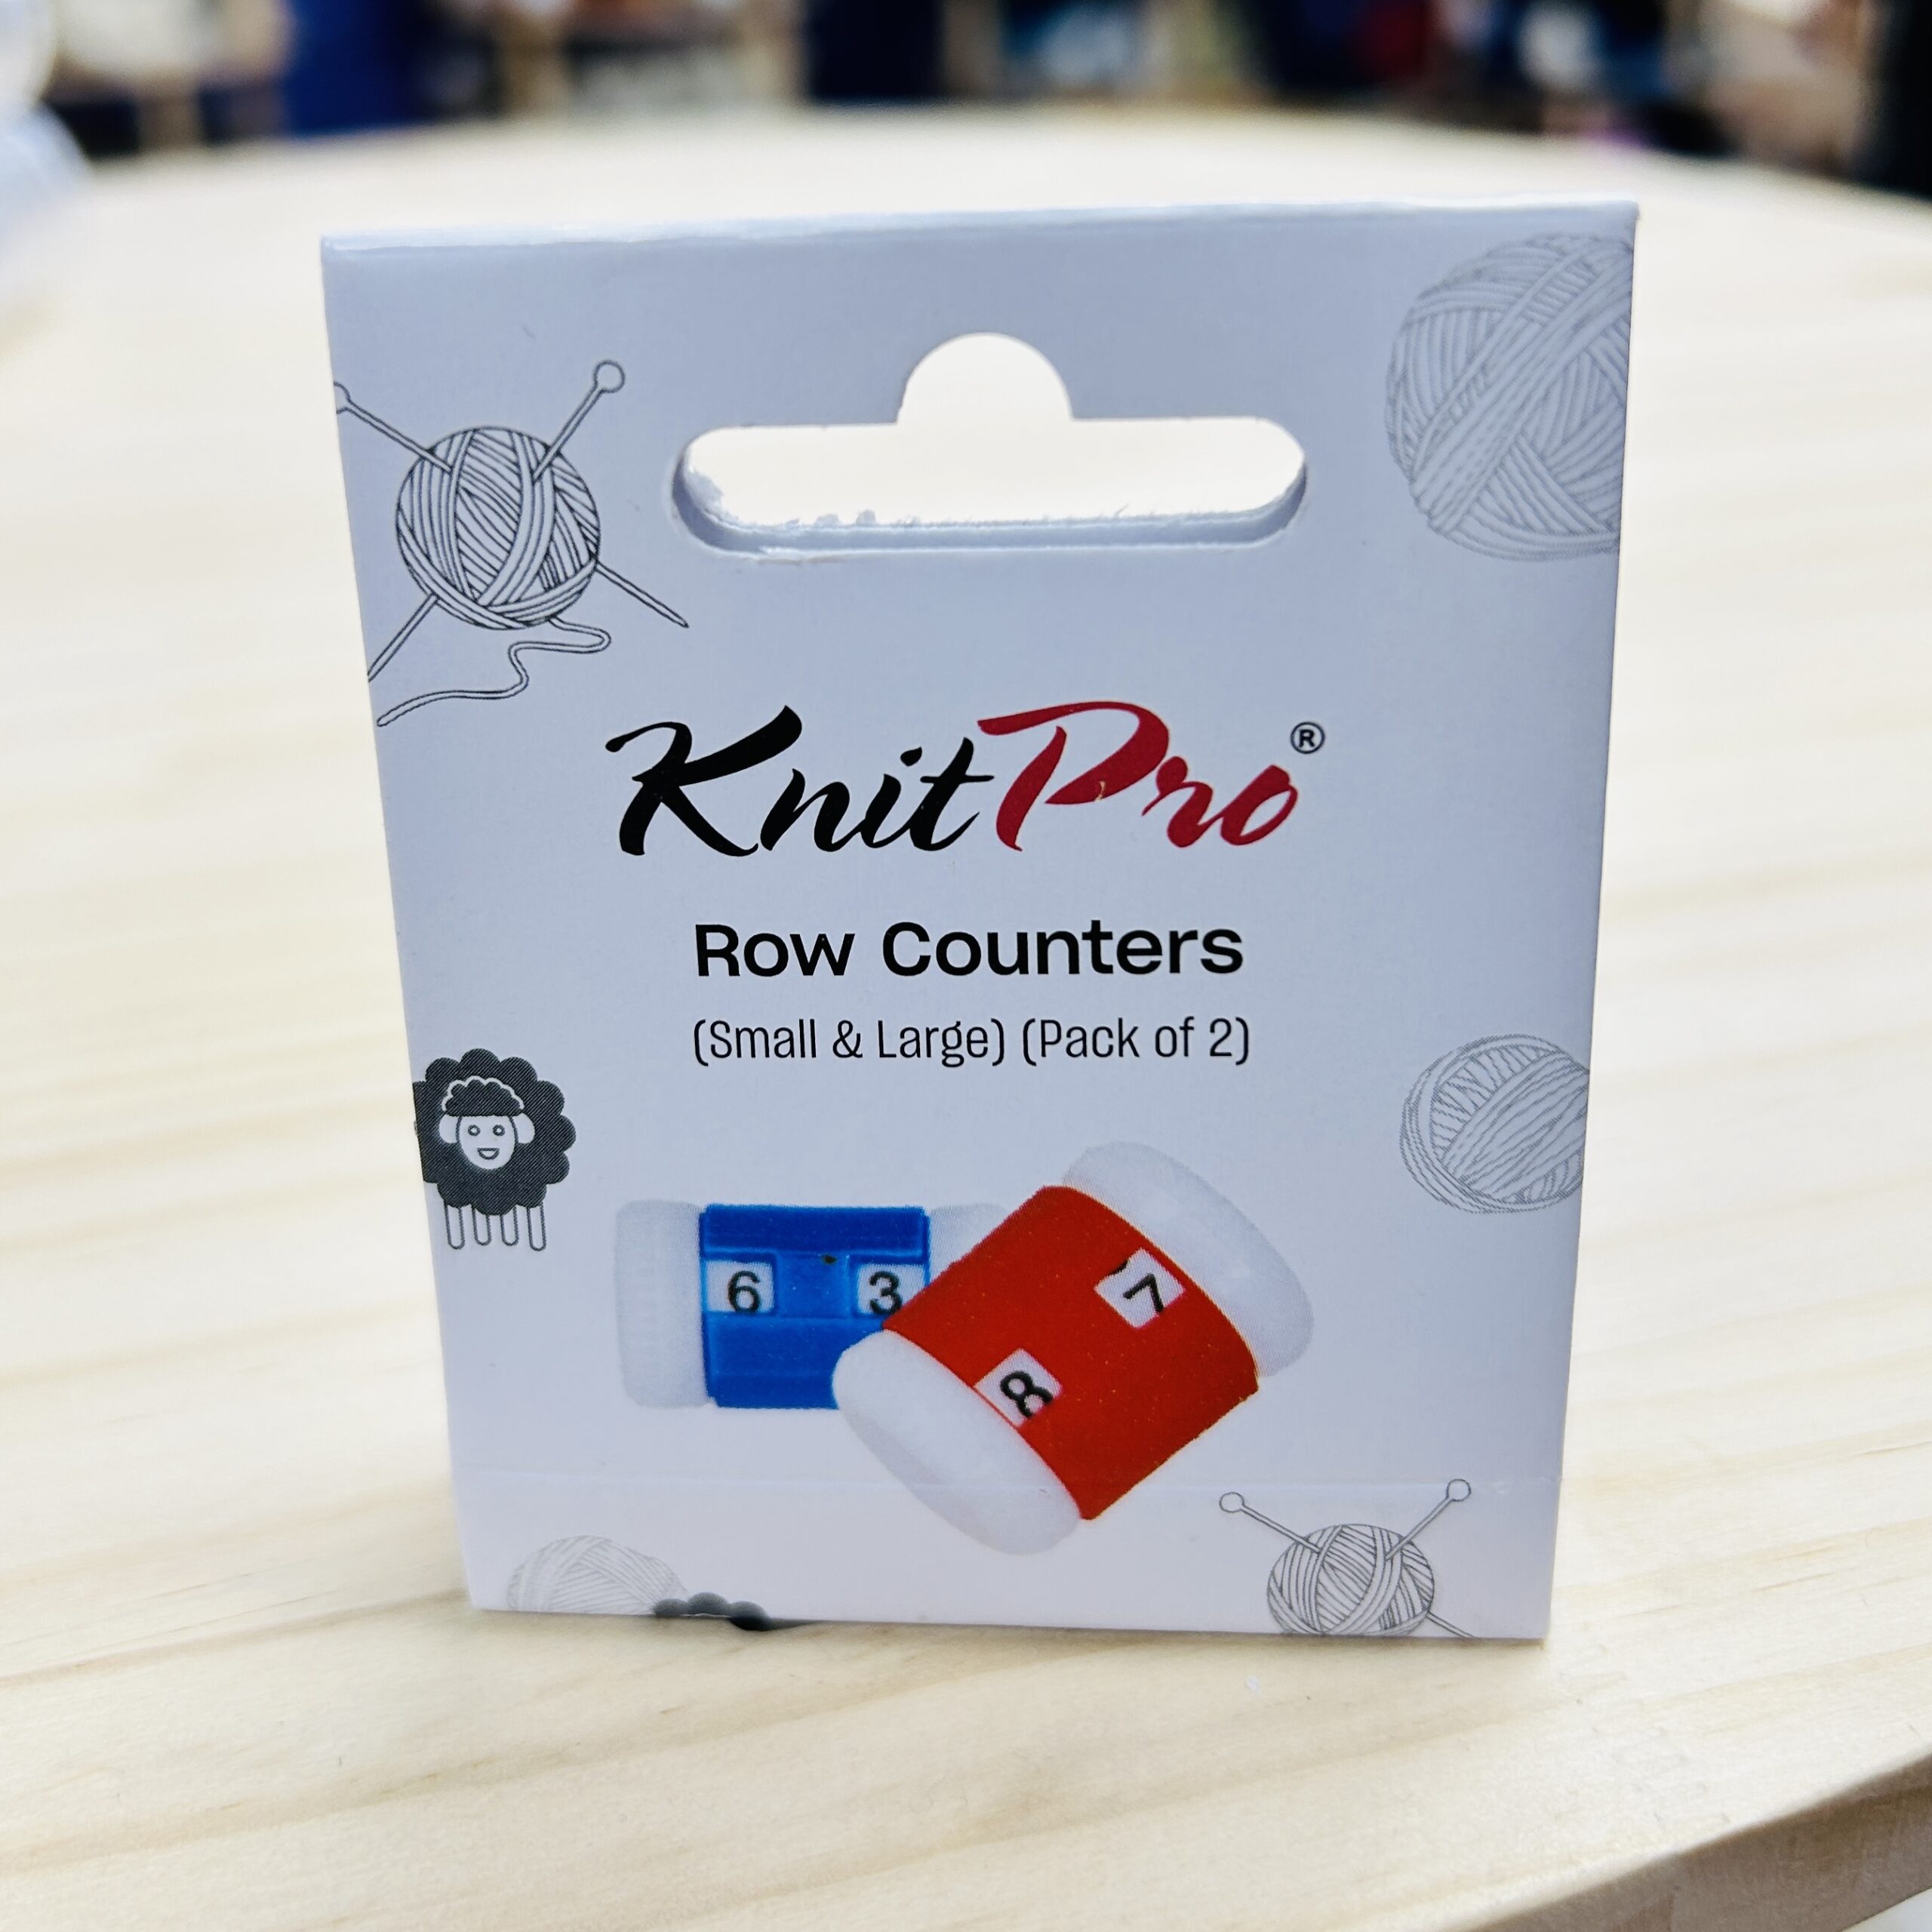 KnitPro®
Row Counters
(Small & Large) (Pack of 2)
6 3
7
8